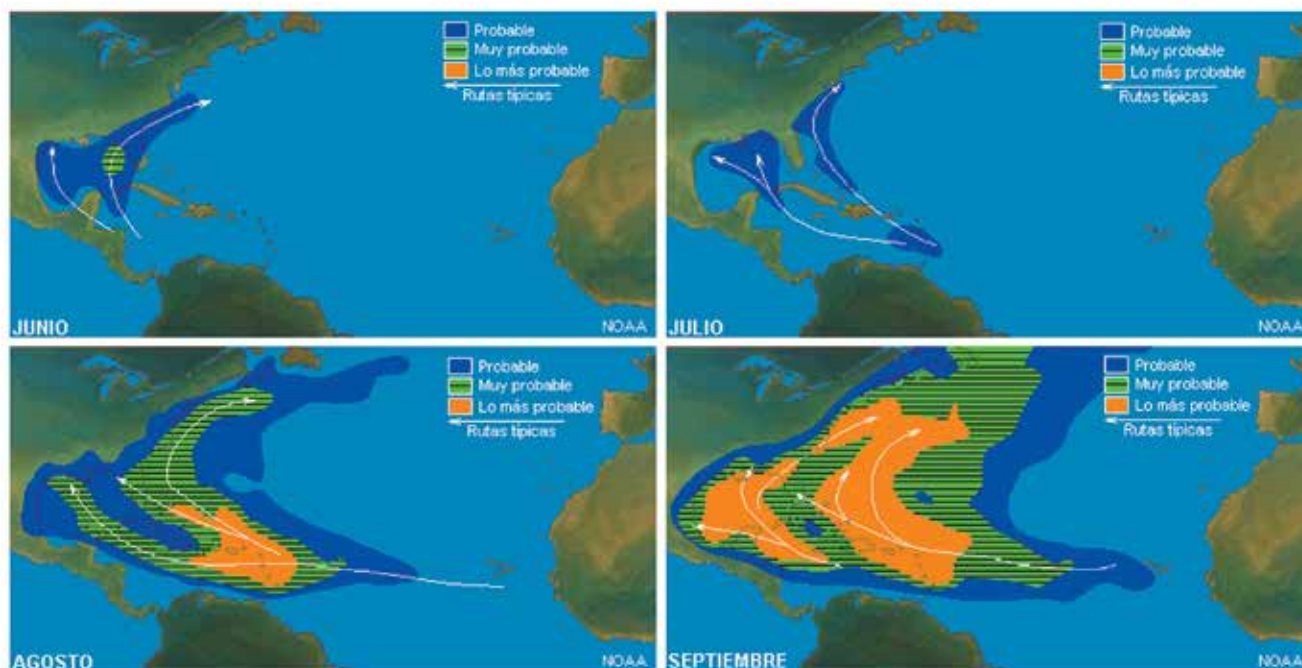 Probable
Muy probable
Lo más probable
Rutas típicas
JUNIO
NOAA
Probable
Muy probable
Lo más probable
Rutas típicas
JULIO
NOAA
Probable
Muy probable
Lo más probable
Rutas típicas
AGOSTO
NOAA
Probable
Muy probable
Lo más probable
Rutas típicas
SEPTIEMBRE
NOAA